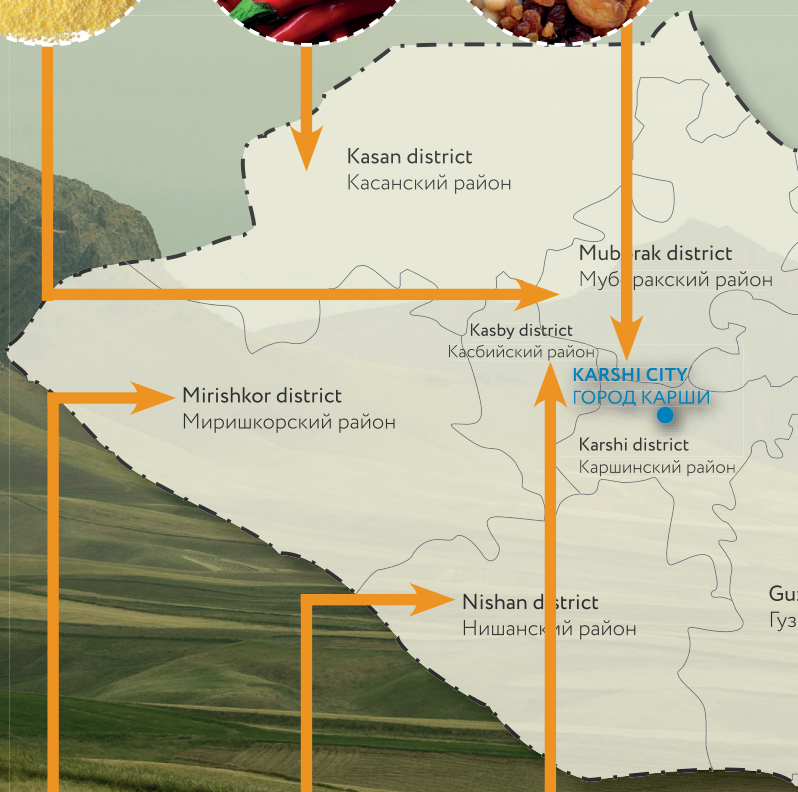 Kasan district
Касанский район
Mubarak district
Мубаракский район
Kasby district
Касбийский район
KARSHI CITY
ГОРОД КАРШИ
Mirishkor district
Миришкорский район
Karshi district
Каршинский район
Nishan district
Нишанский район